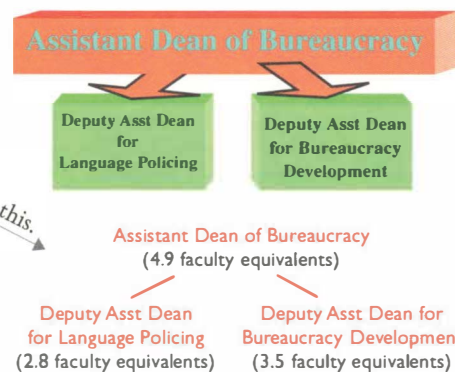 Assistant Dean of Bureaucracy
Deputy Asst Dean
for
Language Policing
Deputy Asst Dean
for Bureaucracy
Development
this.
Assistant Dean of Bureaucracy
(4.9 faculty equivalents)
Deputy Asst Dean
for Language Policing
(2.8 faculty equivalents)
Deputy Asst Dean for
Bureaucracy Developmen
(3.5 faculty equivalents)